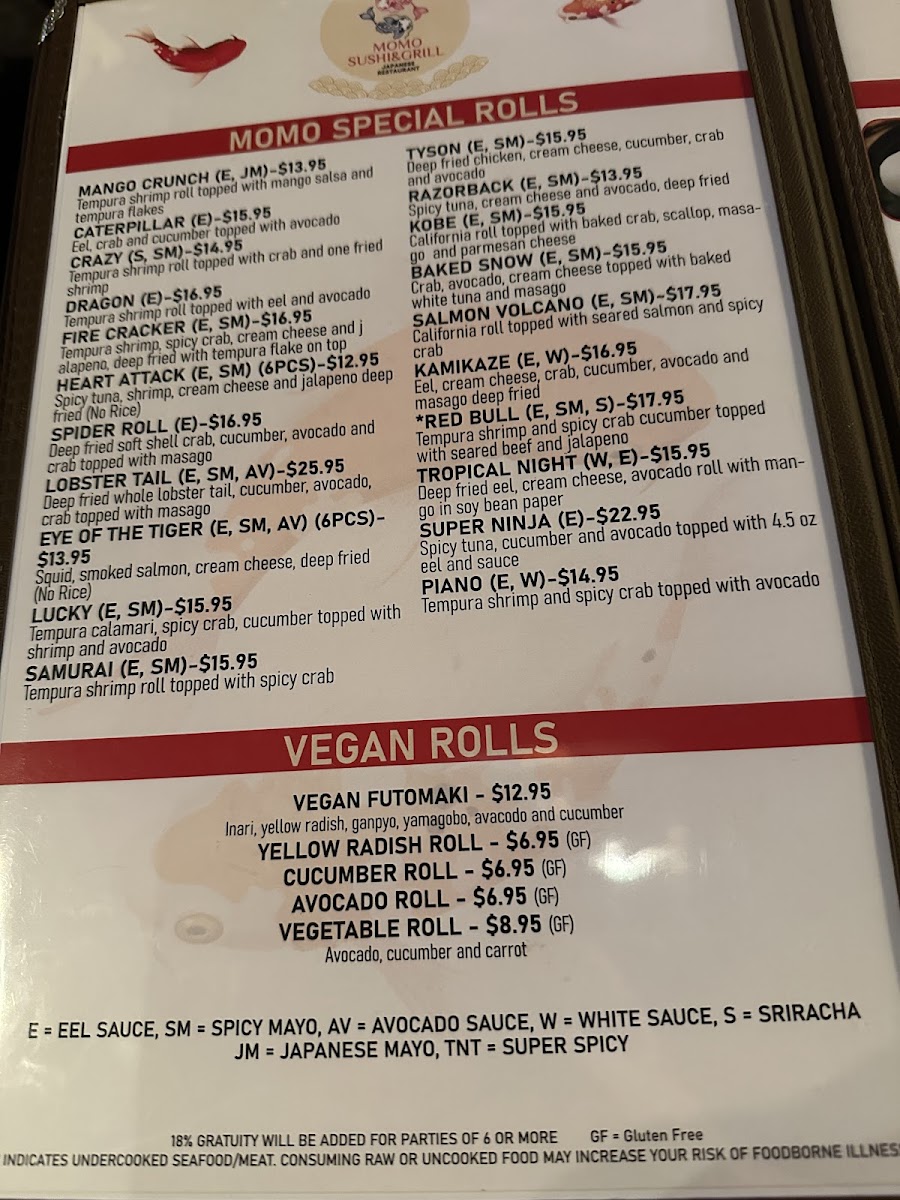 MOMO
SUSHI&GRILL
JAPANESE
RESTAURANT
MOMO SPECIAL ROLLS
MANGO CRUNCH (E, JM)-$13.95
Tempura shrimp roll topped with mango salsa and
tempura flakes
CATERPILLAR (E)-$15.95
Eel, crab and cucumber topped with avocado
CRAZY (S, SM)-$14.95
Tempura shrimp roll topped with crab and one fried
shrimp
DRAGON (E)-$16.95
Tempura shrimp roll topped with eel and avocado
FIRE CRACKER (E, SM)-$16.95
Tempura shrimp, spicy crab, cream cheese and j
alapeno, deep fried with tempura flake on top
HEART ATTACK (E, SM) (6PCS)-$12.95
Spicy tuna, shrimp, cream cheese and jalapeno deep
fried (No Rice)
SPIDER ROLL (E)-$16.95
Deep fried soft shell crab, cucumber, avocado and
crab topped with masago
LOBSTER TAIL (E, SM, AV)-$25.95
Deep fried whole lobster tail, cucumber, avocado,
crab topped with masago
EYE OF THE TIGER (E, SM, AV) (6PCS)-
$13.95
Squid, smoked salmon, cream cheese, deep fried
(No Rice)
LUCKY (E, SM)-$15.95
Tempura calamari, spicy crab, cucumber topped with
shrimp and avocado
SAMURAI (E, SM)-$15.95
Tempura shrimp roll topped with spicy crab
TYSON (E, SM)-$15.95
Deep fried chicken, cream cheese, cucumber, crab
and avocado
RAZORBACK (E, SM)-$13.95
Spicy tuna, cream cheese and avocado, deep fried
KOBE (E, SM)-$15.95
California roll topped with baked crab, scallop, masa-
go and parmesan cheese
BAKED SNOW (E, SM)-$15.95
Crab, avocado, cream cheese topped with baked
white tuna and masago
SALMON VOLCANO (E, SM)-$17.95
California roll topped with seared salmon and spicy
crab
KAMIKAZE (E, W)-$16.95
Eel, cream cheese, crab, cucumber, avocado and
masago deep fried
*RED BULL (E, SM, S)-$17.95
Tempura shrimp and spicy crab cucumber topped
with seared beef and jalapeno
TROPICAL NIGHT (W, E)-$15.95
Deep fried eel, cream cheese, avocado roll with man-
go in soy bean paper
SUPER NINJA (E)-$22.95
Spicy tuna, cucumber and avocado topped with 4.5 oz
eel and sauce
PIANO (E, W)-$14.95
Tempura shrimp and spicy crab topped with avocado
VEGAN ROLLS
VEGAN FUTOMAKI - $12.95
Inari, yellow radish, ganpyo, yamagobo, avacodo and cucumber
YELLOW RADISH ROLL - $6.95 (GF)
CUCUMBER ROLL - $6.95 (GF)
AVOCADO ROLL - $6.95 (GF)
VEGETABLE ROLL - $8.95 (GF)
Avocado, cucumber and carrot
E = EEL SAUCE, SM = SPICY MAYO, AV = AVOCADO SAUCE, W = WHITE SAUCE, S = SRIRACHA
JM = JAPANESE MAYO, TNT = SUPER SPICY
18% GRATUITY WILL BE ADDED FOR PARTIES OF 6 OR MORE GF = Gluten Free
INDICATES UNDERCOOKED SEAFOOD/MEAT. CONSUMING RAW OR UNCOOKED FOOD MAY INCREASE YOUR RISK OF FOODBORNE ILLNES